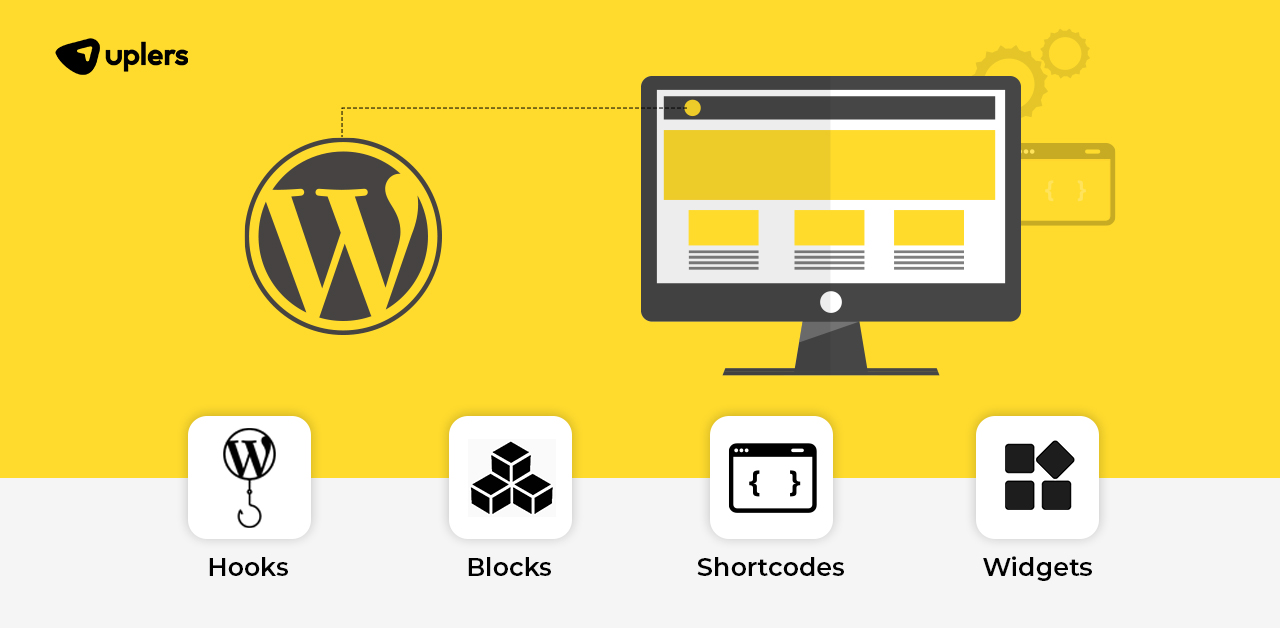 uplers
{ }
Hooks
Blocks
{ }
Shortcodes
Widgets